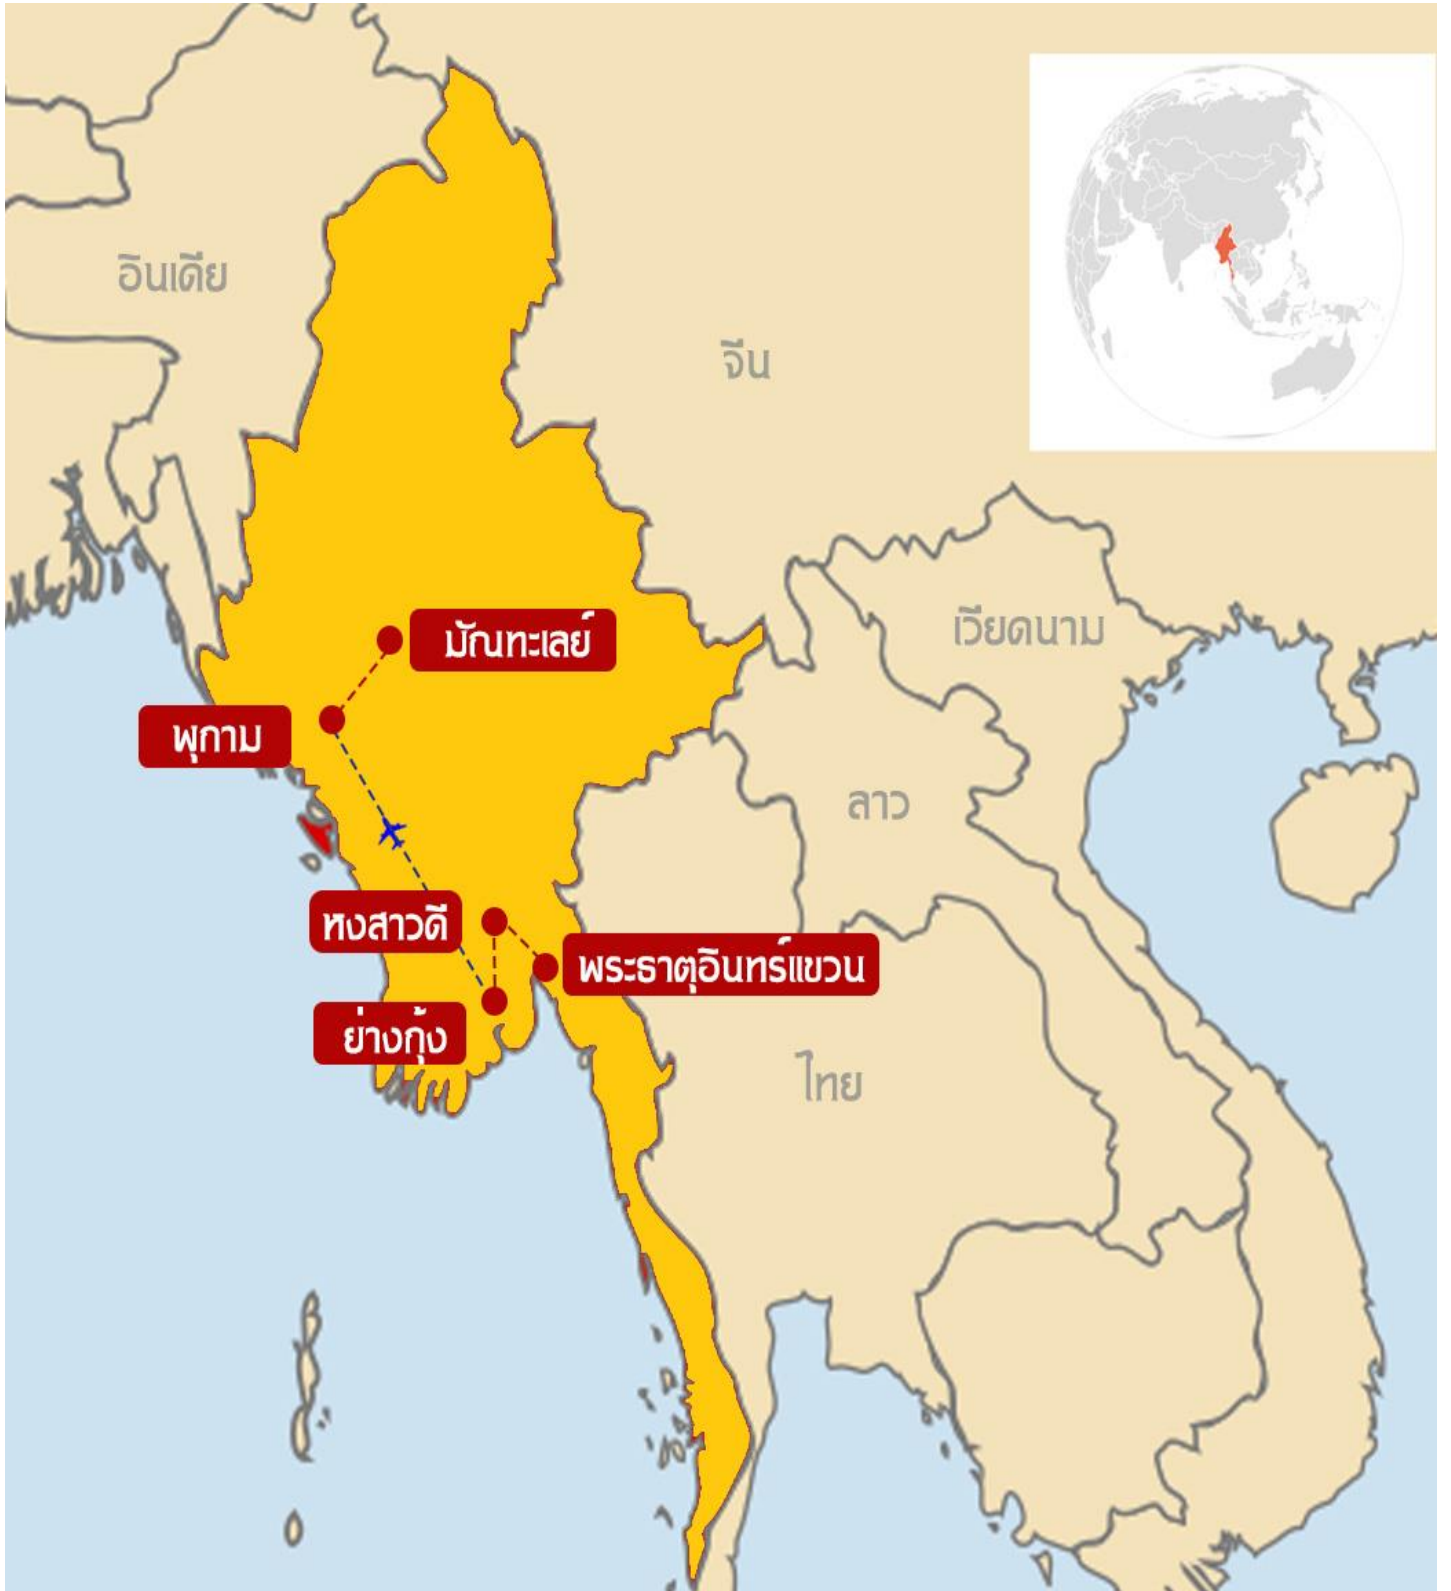 อินเดีย
จีน
เวียดนาม
มัณฑะเลย์
พุกาม
ลาว
หงสาวดี
พระธาตุอินทร์แขวน
ย่างกุ้ง
ไทย